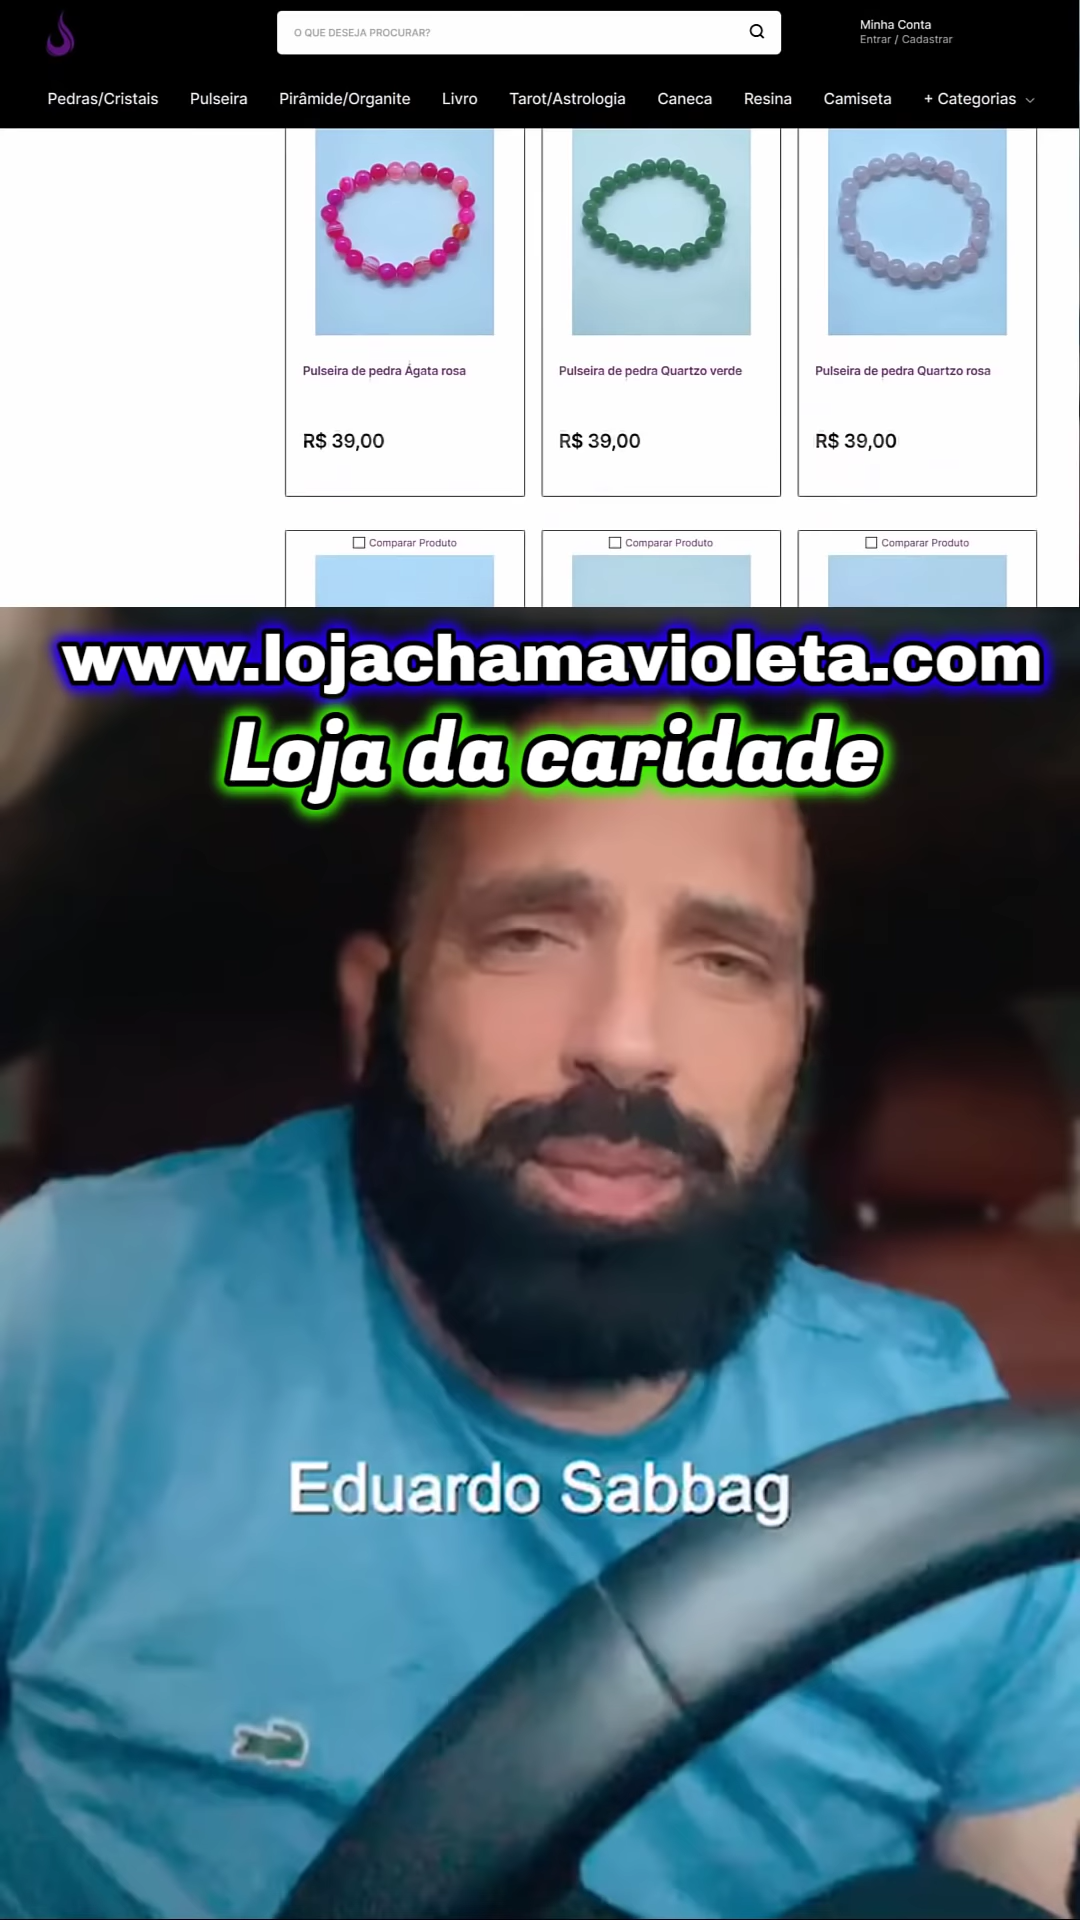 O QUE DESEJA PROCURAR?
Minha Conta
Entrar / Cadastrar
Pedras/Cristais Pulseira Pirâmide/Organite Livro Tarot/Astrologia Caneca Resina Camiseta + Categorias
Pulseira de pedra Ágata rosa
R$ 39,00
Pulseira de pedra Quartzo verde
R$ 39,00
Pulseira de pedra Quartzo rosa
R$ 39,00
Comparar Produto
Comparar Produto
Comparar Produto
www.lojachamavioleta.com
Loja da caridade
Eduardo Sabbag